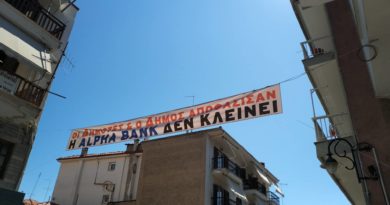 ΟΙ ΔΗΜΟΤΕΣ & Ο ΔΗΜΟΣ ΑΠΟΦΑΣΙΣΑΝ
Η ALPHA BANK ΔΕΝ ΚΛΕΙΝΕΙ